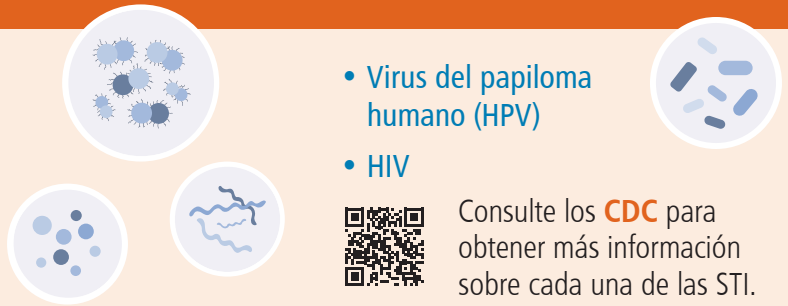 • Virus del papiloma
humano (HPV)
• HIV
Consulte los CDC para
obtener más información
sobre cada una de las STI.